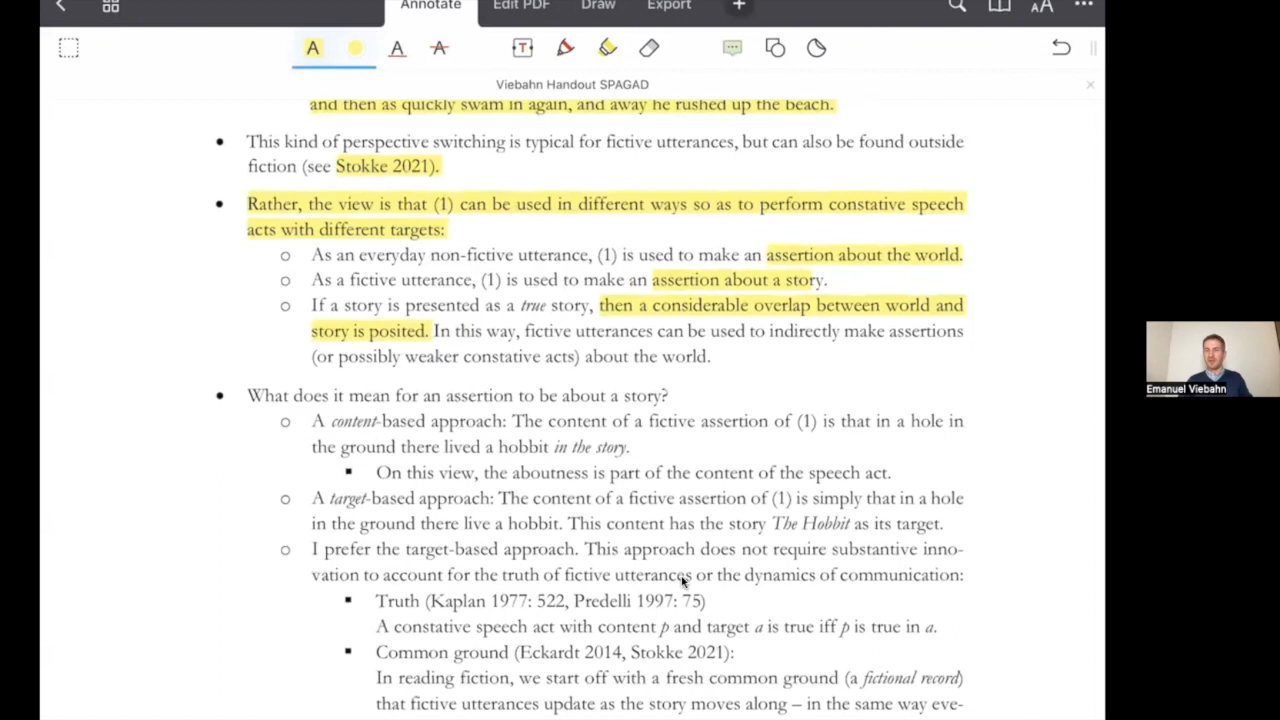 Annotate Edit PDF Draw Export +
Viebahn Handout SPAGAD
and then as quickly swam in again, and away he rushed up the beach.
• This kind of perspective switching is typical for fictive utterances, but can also be found outside
fiction (see Stokke 2021).
• Rather, the view is that (1) can be used in different ways so as to perform constative speech
acts with different targets:
o As an everyday non-fictive utterance, (1) is used to make an assertion about the world.
o As a fictive utterance, (1) is used to make an assertion about a story.
o If a story is presented as a true story, then a considerable overlap between world and
story is posited. In this way, fictive utterances can be used to indirectly make assertions
(or possibly weaker constative acts) about the world.
• What does it mean for an assertion to be about a story?
o A content-based approach: The content of a fictive assertion of (1) is that in a hole in
the ground there lived a hobbit in the story.
▪ On this view, the aboutness is part of the content of the speech act.
o A target-based approach: The content of a fictive assertion of (1) is simply that in a hole
in the ground there live a hobbit. This content has the story The Hobbit as its target.
o I prefer the target-based approach. This approach does not require substantive inno-
vation to account for the truth of fictive utterances or the dynamics of communication:
▪ Truth (Kaplan 1977: 522, Predelli 1997: 75)
A constative speech act with content p and target a is true iff p is true in a.
▪ Common ground (Eckardt 2014, Stokke 2021):
In reading fiction, we start off with a fresh common ground (a fictional record)
that fictive utterances update as the story moves along – in the same way eve-
Emanuel Viebahn